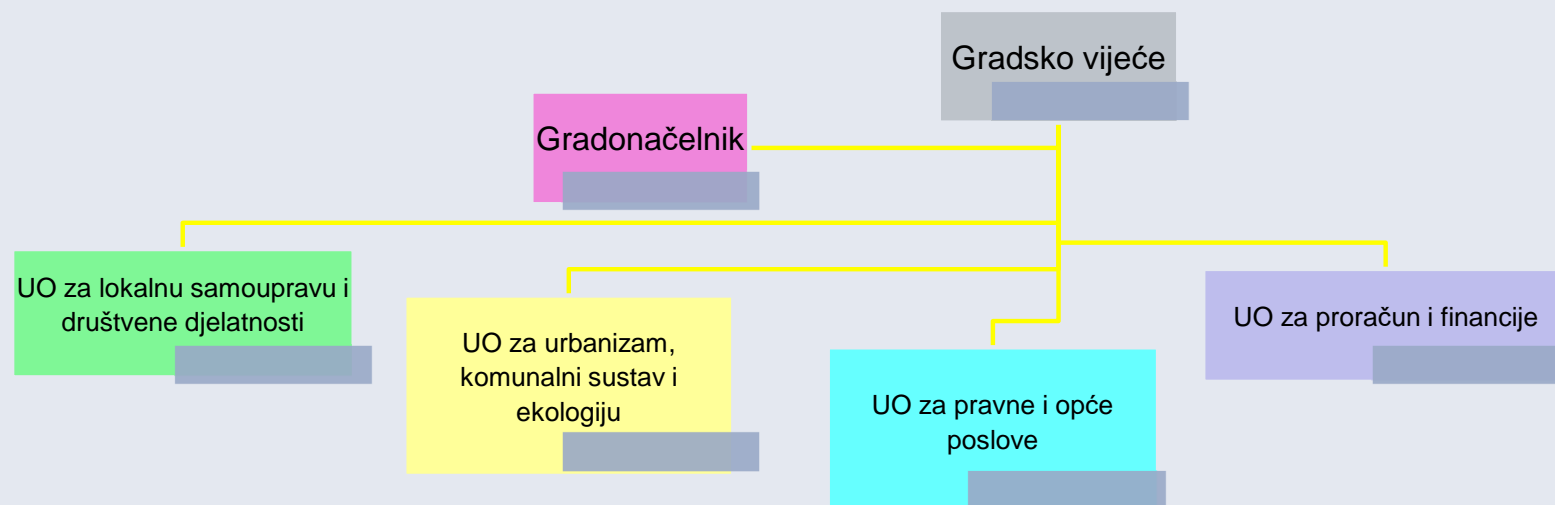 Gradsko vijeće
Gradonačelnik
UO za lokalnu samoupravu i
društvene djelatnosti
UO za urbanizam,
komunalni sustav i
ekologiju
UO za pravne i opće
poslove
UO za proračun i financije